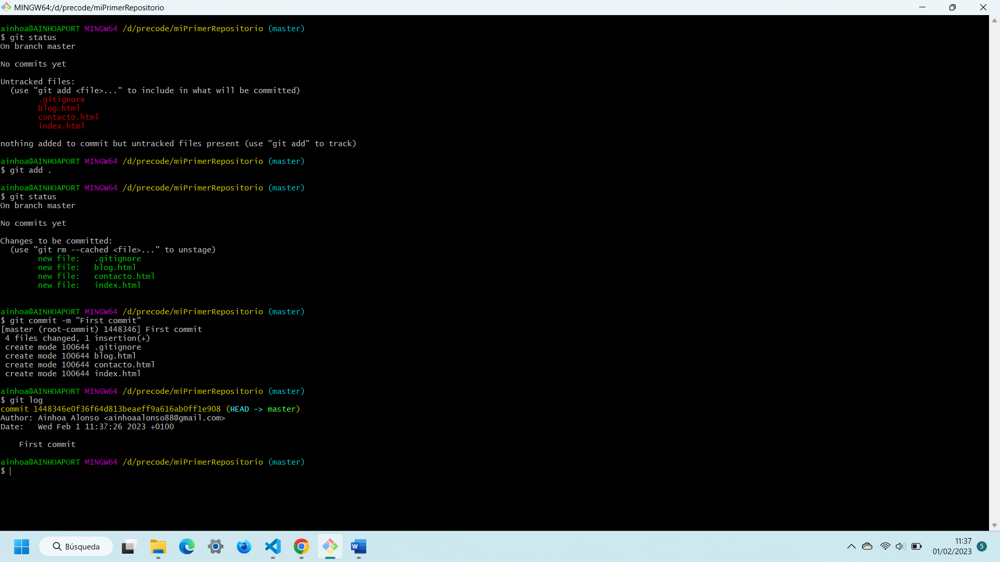 MINGW64:/d/precode/miPrimerRepositorio
ainhoa@AINHOAPORT MINGW64 /d/precode/miPrimerRepositorio (master)
$ git status
On branch master
No commits yet
Untracked files:
  (use "git add <file>..." to include in what will be committed)
        .gitignore
        blog.html
        contacto.html
        index.html
nothing added to commit but untracked files present (use "git add" to track)
ainhoa@AINHOAPORT MINGW64 /d/precode/miPrimerRepositorio (master)
$ git add .
ainhoa@AINHOAPORT MINGW64 /d/precode/miPrimerRepositorio (master)
$ git status
On branch master
No commits yet
Changes to be committed:
  (use "git rm --cached <file>..." to unstage)
        new file:   .gitignore
        new file:   blog.html
        new file:   contacto.html
        new file:   index.html
ainhoa@AINHOAPORT MINGW64 /d/precode/miPrimerRepositorio (master)
$ git commit -m "First commit"
[master (root-commit) 1448346] First commit
 4 files changed, 1 insertion(+)
 create mode 100644 .gitignore
 create mode 100644 blog.html
 create mode 100644 contacto.html
 create mode 100644 index.html
ainhoa@AINHOAPORT MINGW64 /d/precode/miPrimerRepositorio (master)
$ git log
commit 1448346e0f36f64d813beaeff9a616ab0ff1e908 (HEAD -> master)
Author: Ainhoa Alonso <ainhoaalonso88@gmail.com>
Date:   Wed Feb 1 11:37:26 2023 +0100
    First commit
ainhoa@AINHOAPORT MINGW64 /d/precode/miPrimerRepositorio (master)
$
Búsqueda
W
11:37
01/02/2023
5